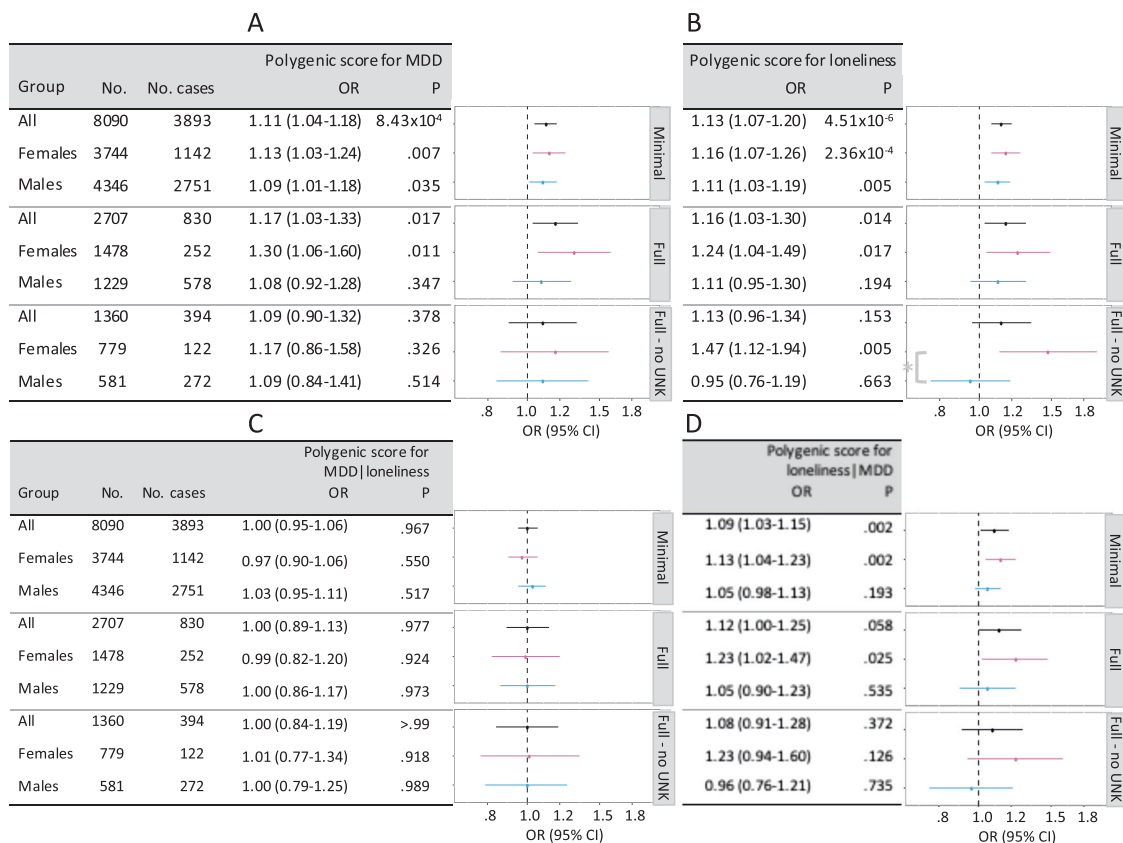 A
Polygenic score for MDD
Group No. No. cases OR P
All 8090 3893 1.11 (1.04-1.18) 8.43x10⁴
Females 3744 1142 1.13 (1.03-1.24) .007
Males 4346 2751 1.09 (1.01-1.18) .035
Minimal
All 2707 830 1.17 (1.03-1.33) .017
Females 1478 252 1.30 (1.06-1.60) .011
Males 1229 578 1.08 (0.92-1.28) .347
Full
All 1360 394 1.09 (0.90-1.32) .378
Females 779 122 1.17 (0.86-1.58) .326
Males 581 272 1.09 (0.84-1.41) .514
Full - no UNK
.8 1.0 1.2 1.5 1.8
OR (95% CI)
B
Polygenic score for loneliness
OR P
1.13 (1.07-1.20) 4.51x10⁻⁶
1.16 (1.07-1.26) 2.36x10⁻⁴
1.11 (1.03-1.19) .005
Minimal
1.16 (1.03-1.30) .014
1.24 (1.04-1.49) .017
1.11 (0.95-1.30) .194
Full
1.13 (0.96-1.34) .153
1.47 (1.12-1.94) .005
0.95 (0.76-1.19) .663
*
Full - no UNK
.8 1.0 1.2 1.5 1.8
OR (95% CI)
C
Polygenic score for
MDD|loneliness
Group No. No. cases OR P
All 8090 3893 1.00 (0.95-1.06) .967
Females 3744 1142 0.97 (0.90-1.06) .550
Males 4346 2751 1.03 (0.95-1.11) .517
Minimal
All 2707 830 1.00 (0.89-1.13) .977
Females 1478 252 0.99 (0.82-1.20) .924
Males 1229 578 1.00 (0.86-1.17) .973
Full
All 1360 394 1.00 (0.84-1.19) >.99
Females 779 122 1.01 (0.77-1.34) .918
Males 581 272 1.00 (0.79-1.25) .989
Full - no UNK
.8 1.0 1.2 1.5 1.8
OR (95% CI)
D
Polygenic score for
loneliness|MDD
OR P
1.09 (1.03-1.15) .002
1.13 (1.04-1.23) .002
1.05 (0.98-1.13) .193
Minimal
1.12 (1.00-1.25) .058
1.23 (1.02-1.47) .025
1.05 (0.90-1.23) .535
Full
1.08 (0.91-1.28) .372
1.23 (0.94-1.60) .126
0.96 (0.76-1.21) .735
Full - no UNK
.8 1.0 1.2 1.5 1.8
OR (95% CI)